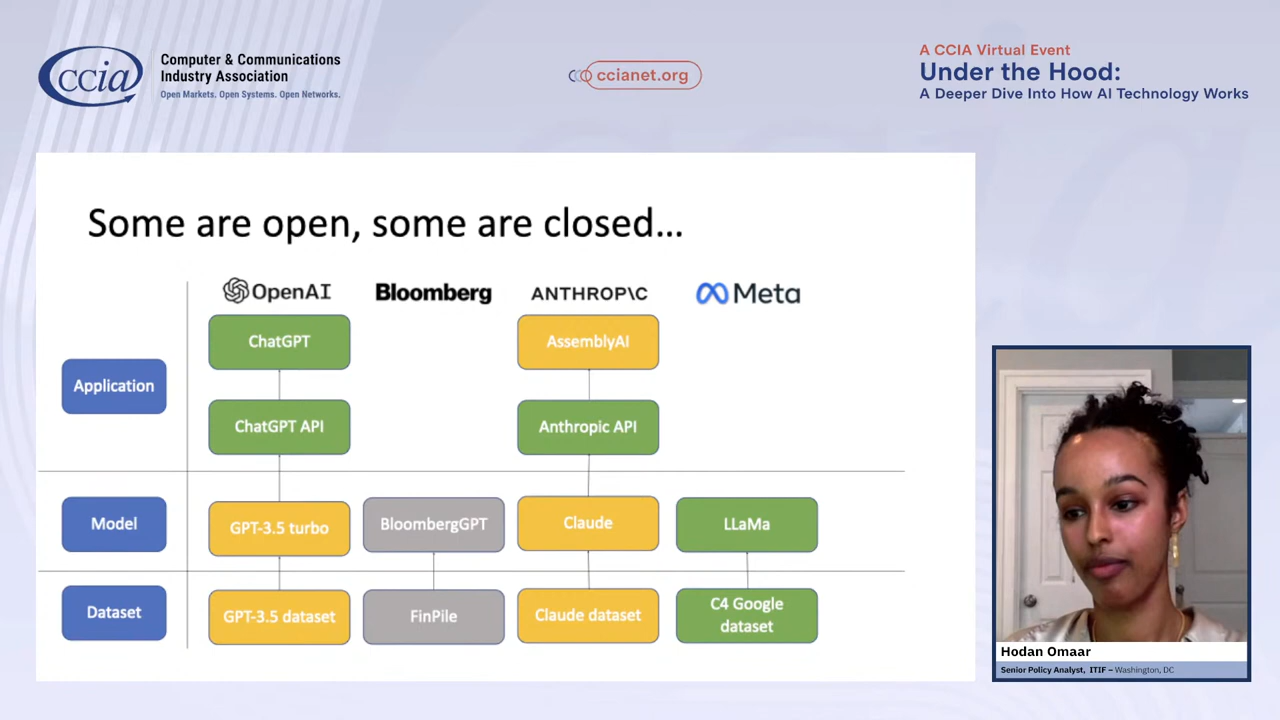 ccia
Computer & Communications
Industry Association
Open Markets. Open Systems. Open Networks.
ccianet.org
A CCIA Virtual Event
Under the Hood:
A Deeper Dive Into How AI Technology Works
Some are open, some are closed...
OpenAI
Bloomberg
ANTHROP\C
Meta
Application
ChatGPT
AssemblyAI
ChatGPT API
Anthropic API
Model
GPT-3.5 turbo
BloombergGPT
Claude
LLaMa
Dataset
GPT-3.5 dataset
FinPile
Claude dataset
C4 Google
dataset
Hodan Omaar
Senior Policy Analyst, ITIF – Washington, DC